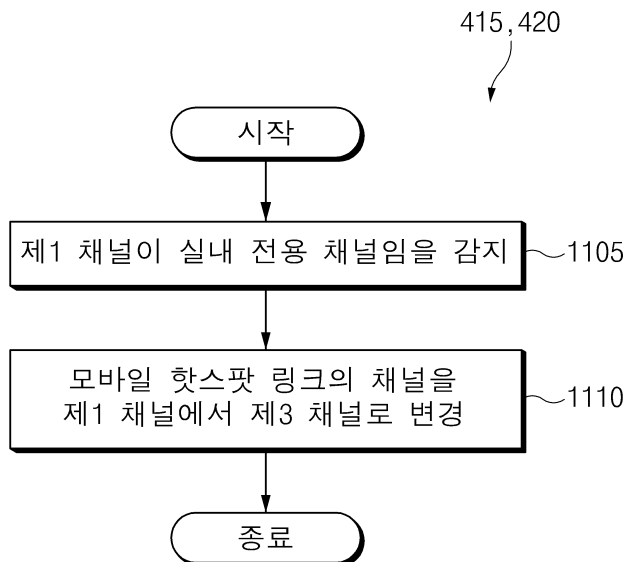 415, 420
시작
제1 채널이 실내 전용 채널임을 감지
1105
모바일 핫스팟 링크의 채널을
제1 채널에서 제3 채널로 변경
1110
종료